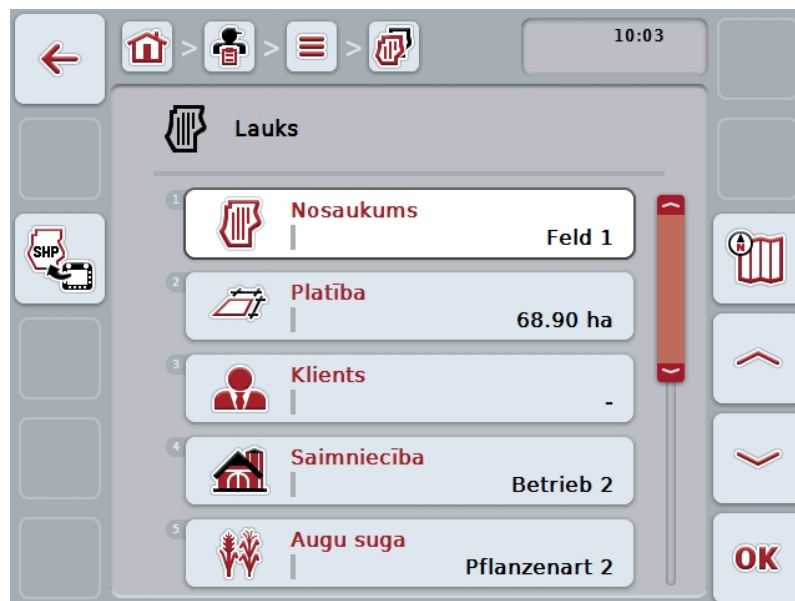 > > >
10:03
Lauks
1
Nosaukums
Feld 1
SHP
N
2
Platība
68.90 ha
3
Klients
-
4
Saimniecība
Betrieb 2
5
Augu suga
Pflanzenart 2
OK